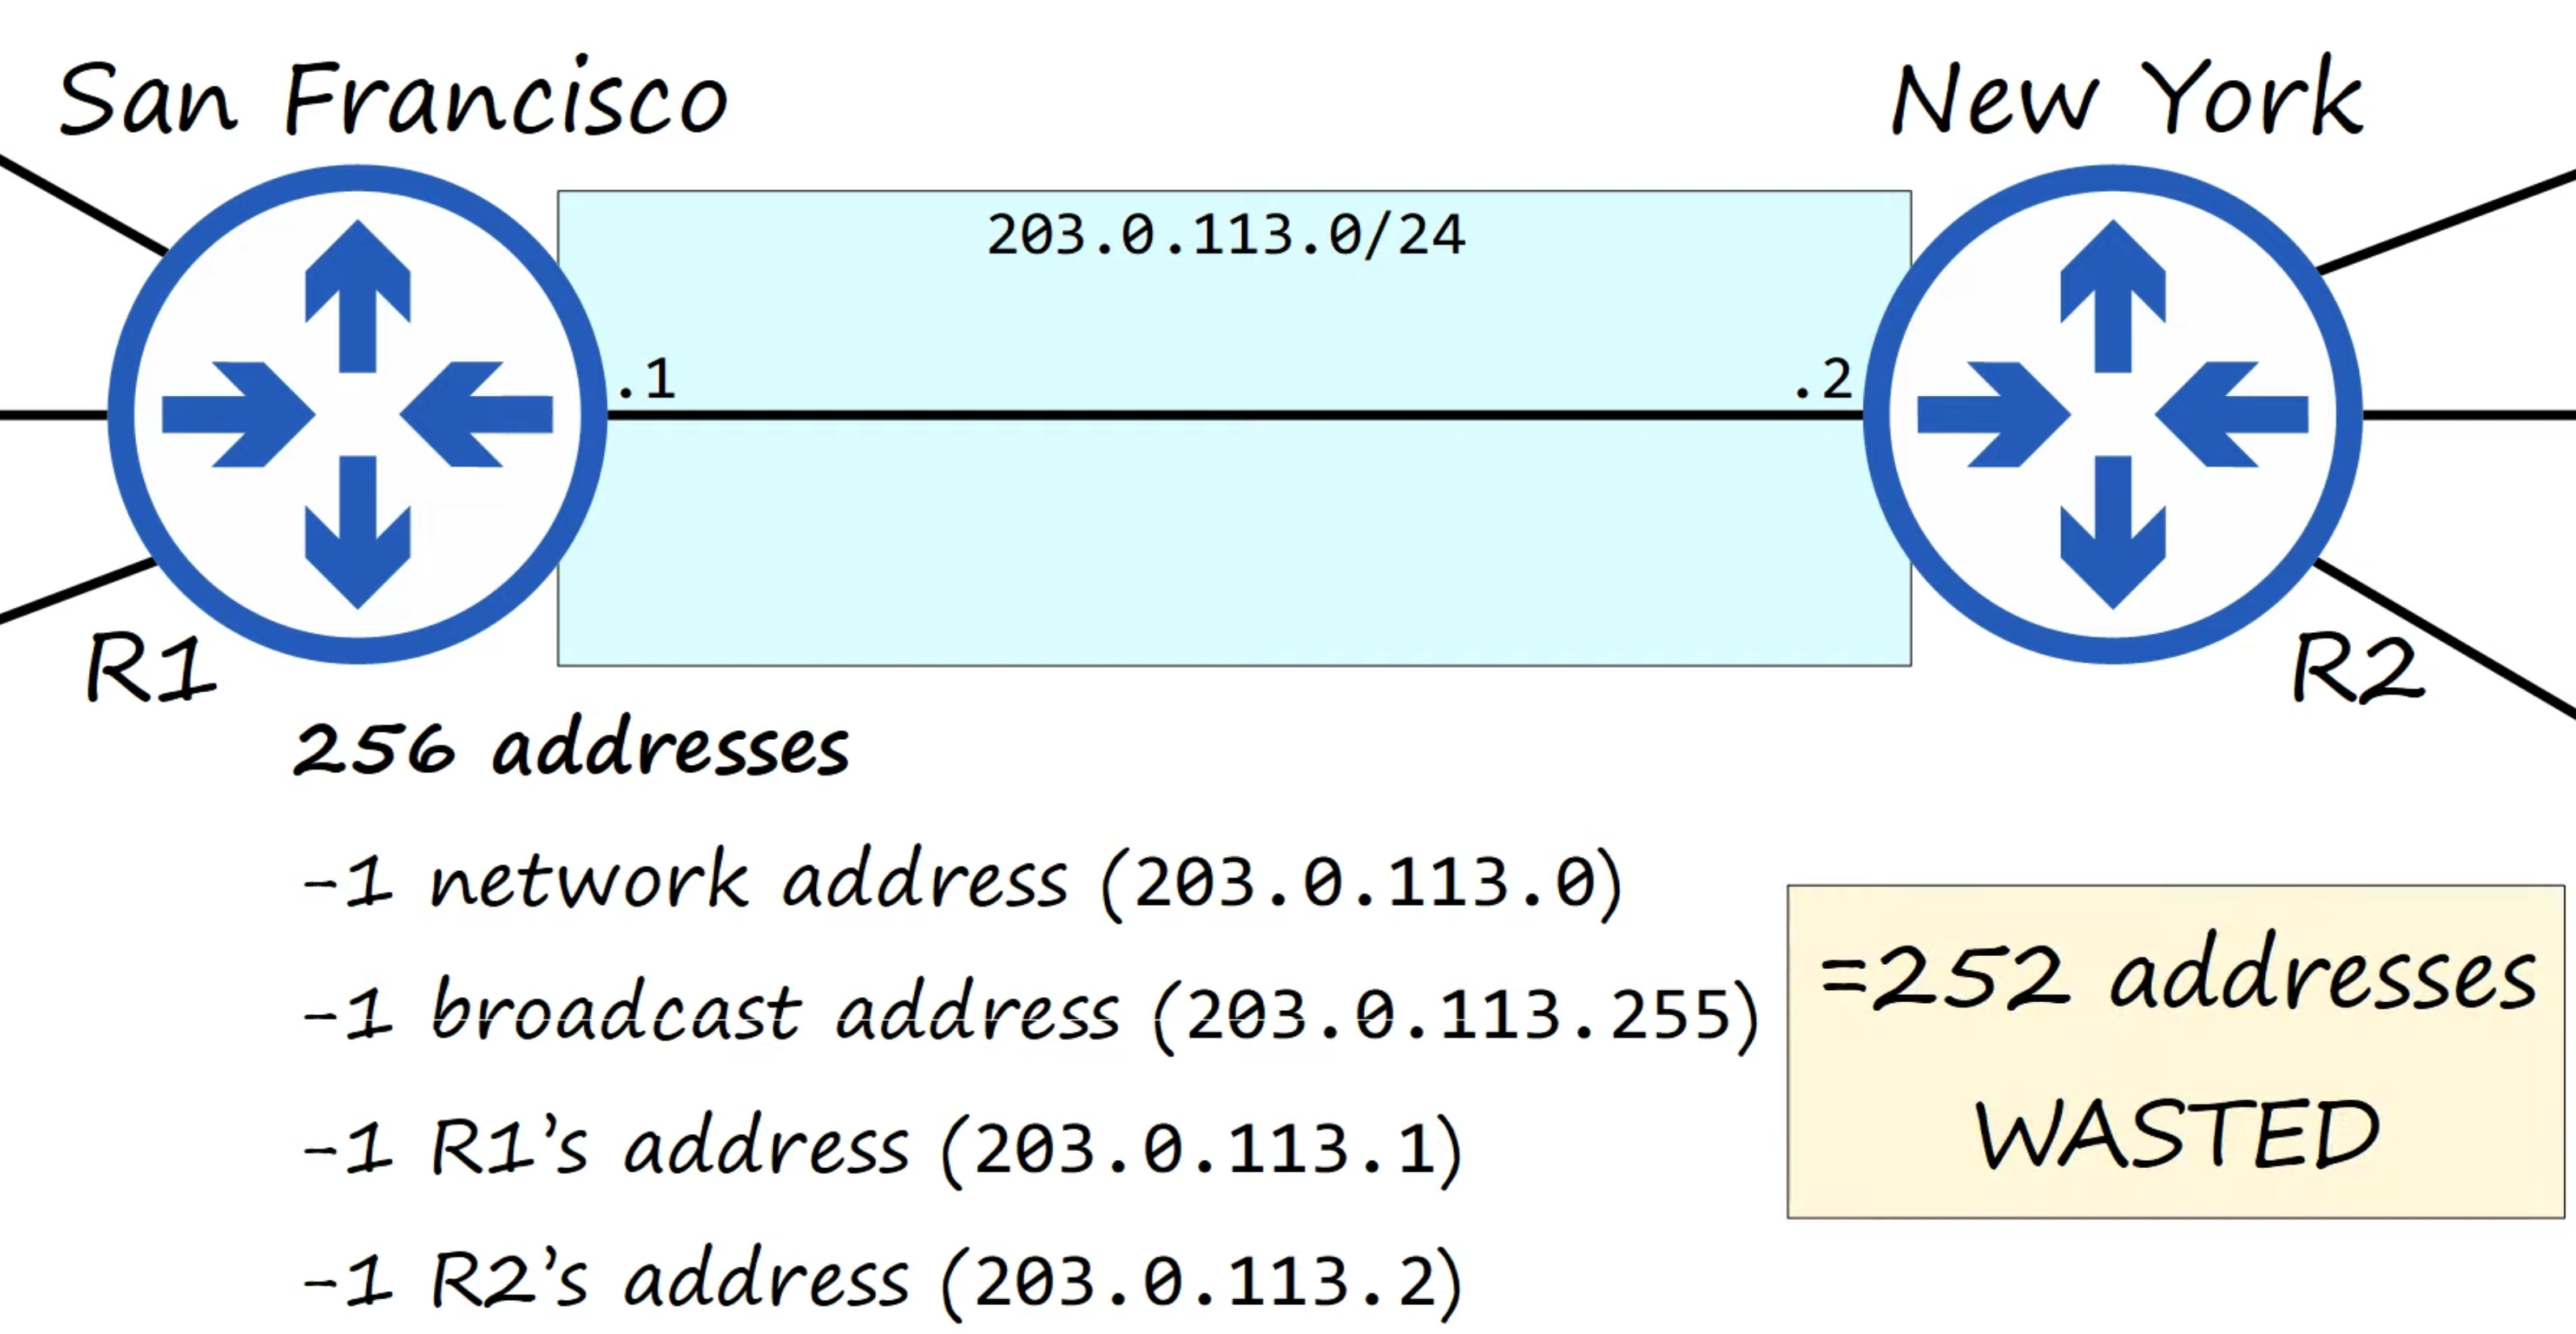 San Francisco
New York
203.0.113.0/24
.1
.2
R1
R2
256 addresses
-1 network address (203.0.113.0)
-1 broadcast address (203.0.113.255)
-1 R1’s address (203.0.113.1)
-1 R2’s address (203.0.113.2)
=252 addresses
WASTED